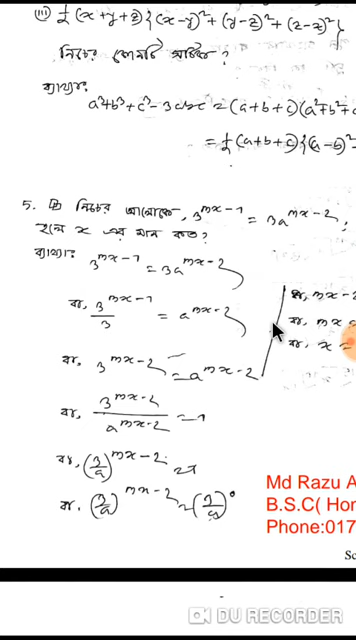 (iii) ½(x+y+z){(x-y)²+(y-z)²+(z-x)²}
নিচের কোনটি সঠিক?
ব্যাখ্যা:
a³+b³+c³-3abc = (a+b+c)(a²+b²+c
= ½(a+b+c){(a-b)²-
5. নিচের আলোকে, 3^{mx-1} = 3a^{mx-2},
হলে x এর মান কত?
ব্যাখ্যা: 3^{mx-1} = 3a^{mx-2}
বা, 3^{mx-1}/3 = a^{mx-2}
বা, 3^{mx-2} = a^{mx-2}
বা, 3^{mx-2}/a^{mx-2} = 1
বা, (3/a)^{mx-2} = 1
বা, (3/a)^{mx-2} = (3/a)^0
বা, mx-2
বা, mx =
বা, x =
Md Razu A
B.S.C( Hon
Phone:017
Sc
DU RECORDER